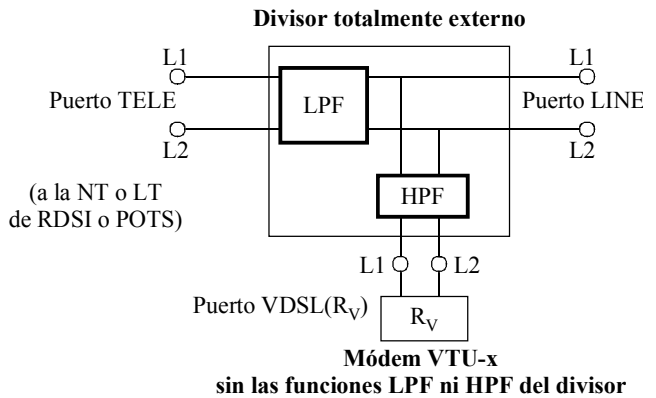 Divisor totalmente externo
L1 L1
Puerto TELE LPF Puerto LINE
L2 L2
(a la NT o LT
de RDSI o POTS)
HPF
L1 L2
Puerto VDSL(RV)
RV
Módem VTU-x
sin las funciones LPF ni HPF del divisor